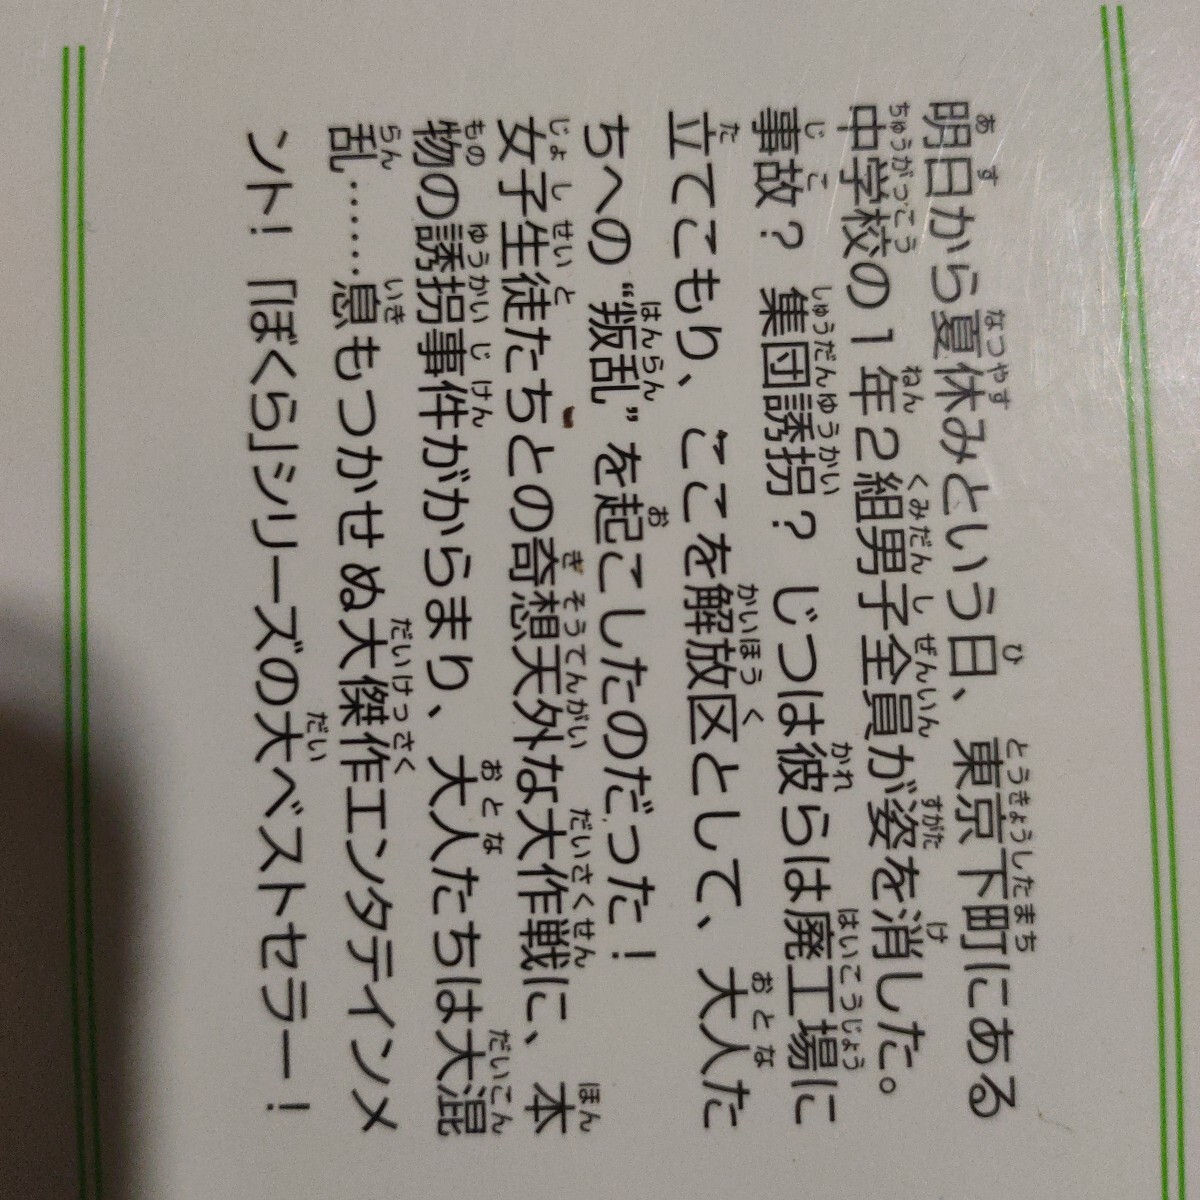 明日から夏休みという日、東京下町にある
中学校の1年2組男子全員が姿を消した。
事故？ 集団誘拐？ じつは彼らは廃工場に
立てこもり、ここを解放区として、大人た
ちへの“叛乱”を起こしたのだった！
女子生徒たちとの奇想天外な大作戦に、本
物の誘拐事件がからまり、大人たちは大混
乱……息もつかせぬ大傑作エンタテインメ
ント！「ぼくら」シリーズの大ベストセラー！